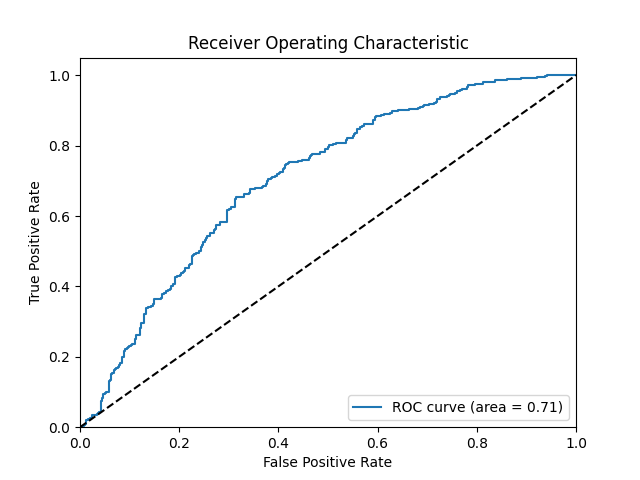 Receiver Operating Characteristic
True Positive Rate
1.0
0.8
0.6
0.4
0.2
0.0
ROC curve (area = 0.71)
0.0 0.2 0.4 0.6 0.8 1.0
False Positive Rate